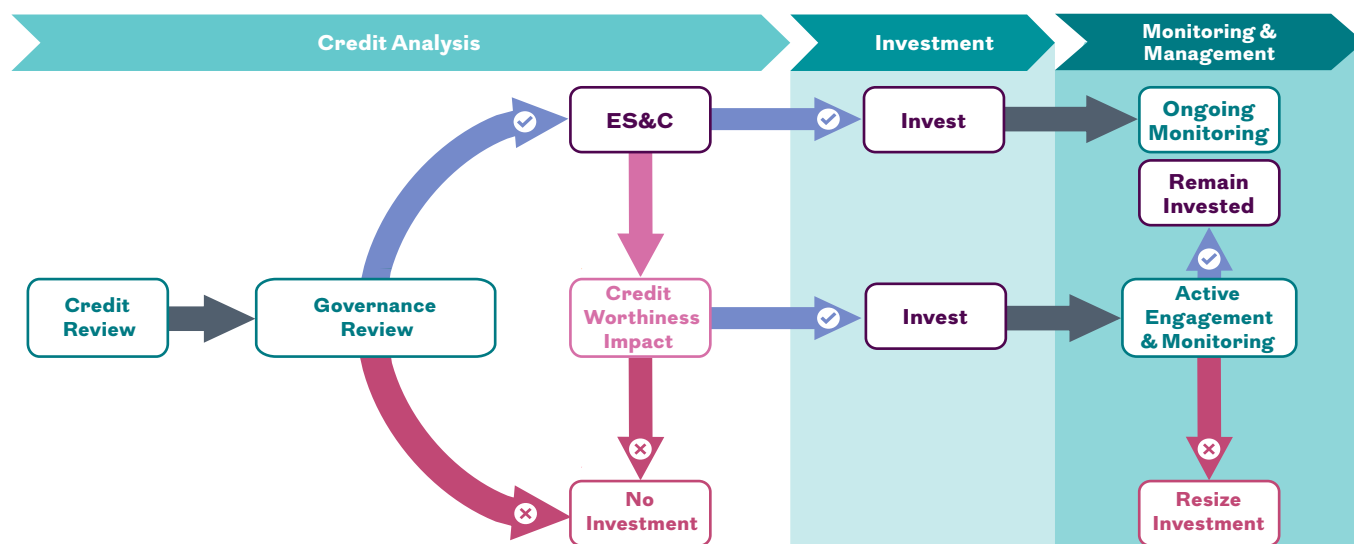 Credit Analysis
Investment
Monitoring &
Management
ES&C
Invest
Ongoing
Monitoring
Remain
Invested
Credit
Review
Governance
Review
Credit
Worthiness
Impact
Invest
Active
Engagement
& Monitoring
No
Investment
Resize
Investment